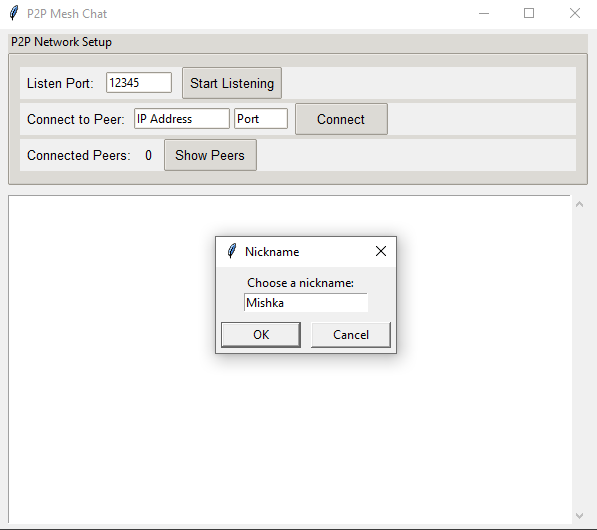 P2P Mesh Chat
P2P Network Setup
Listen Port: 12345 Start Listening
Connect to Peer: IP Address Port Connect
Connected Peers: 0 Show Peers
Nickname
Choose a nickname:
Mishka
OK Cancel